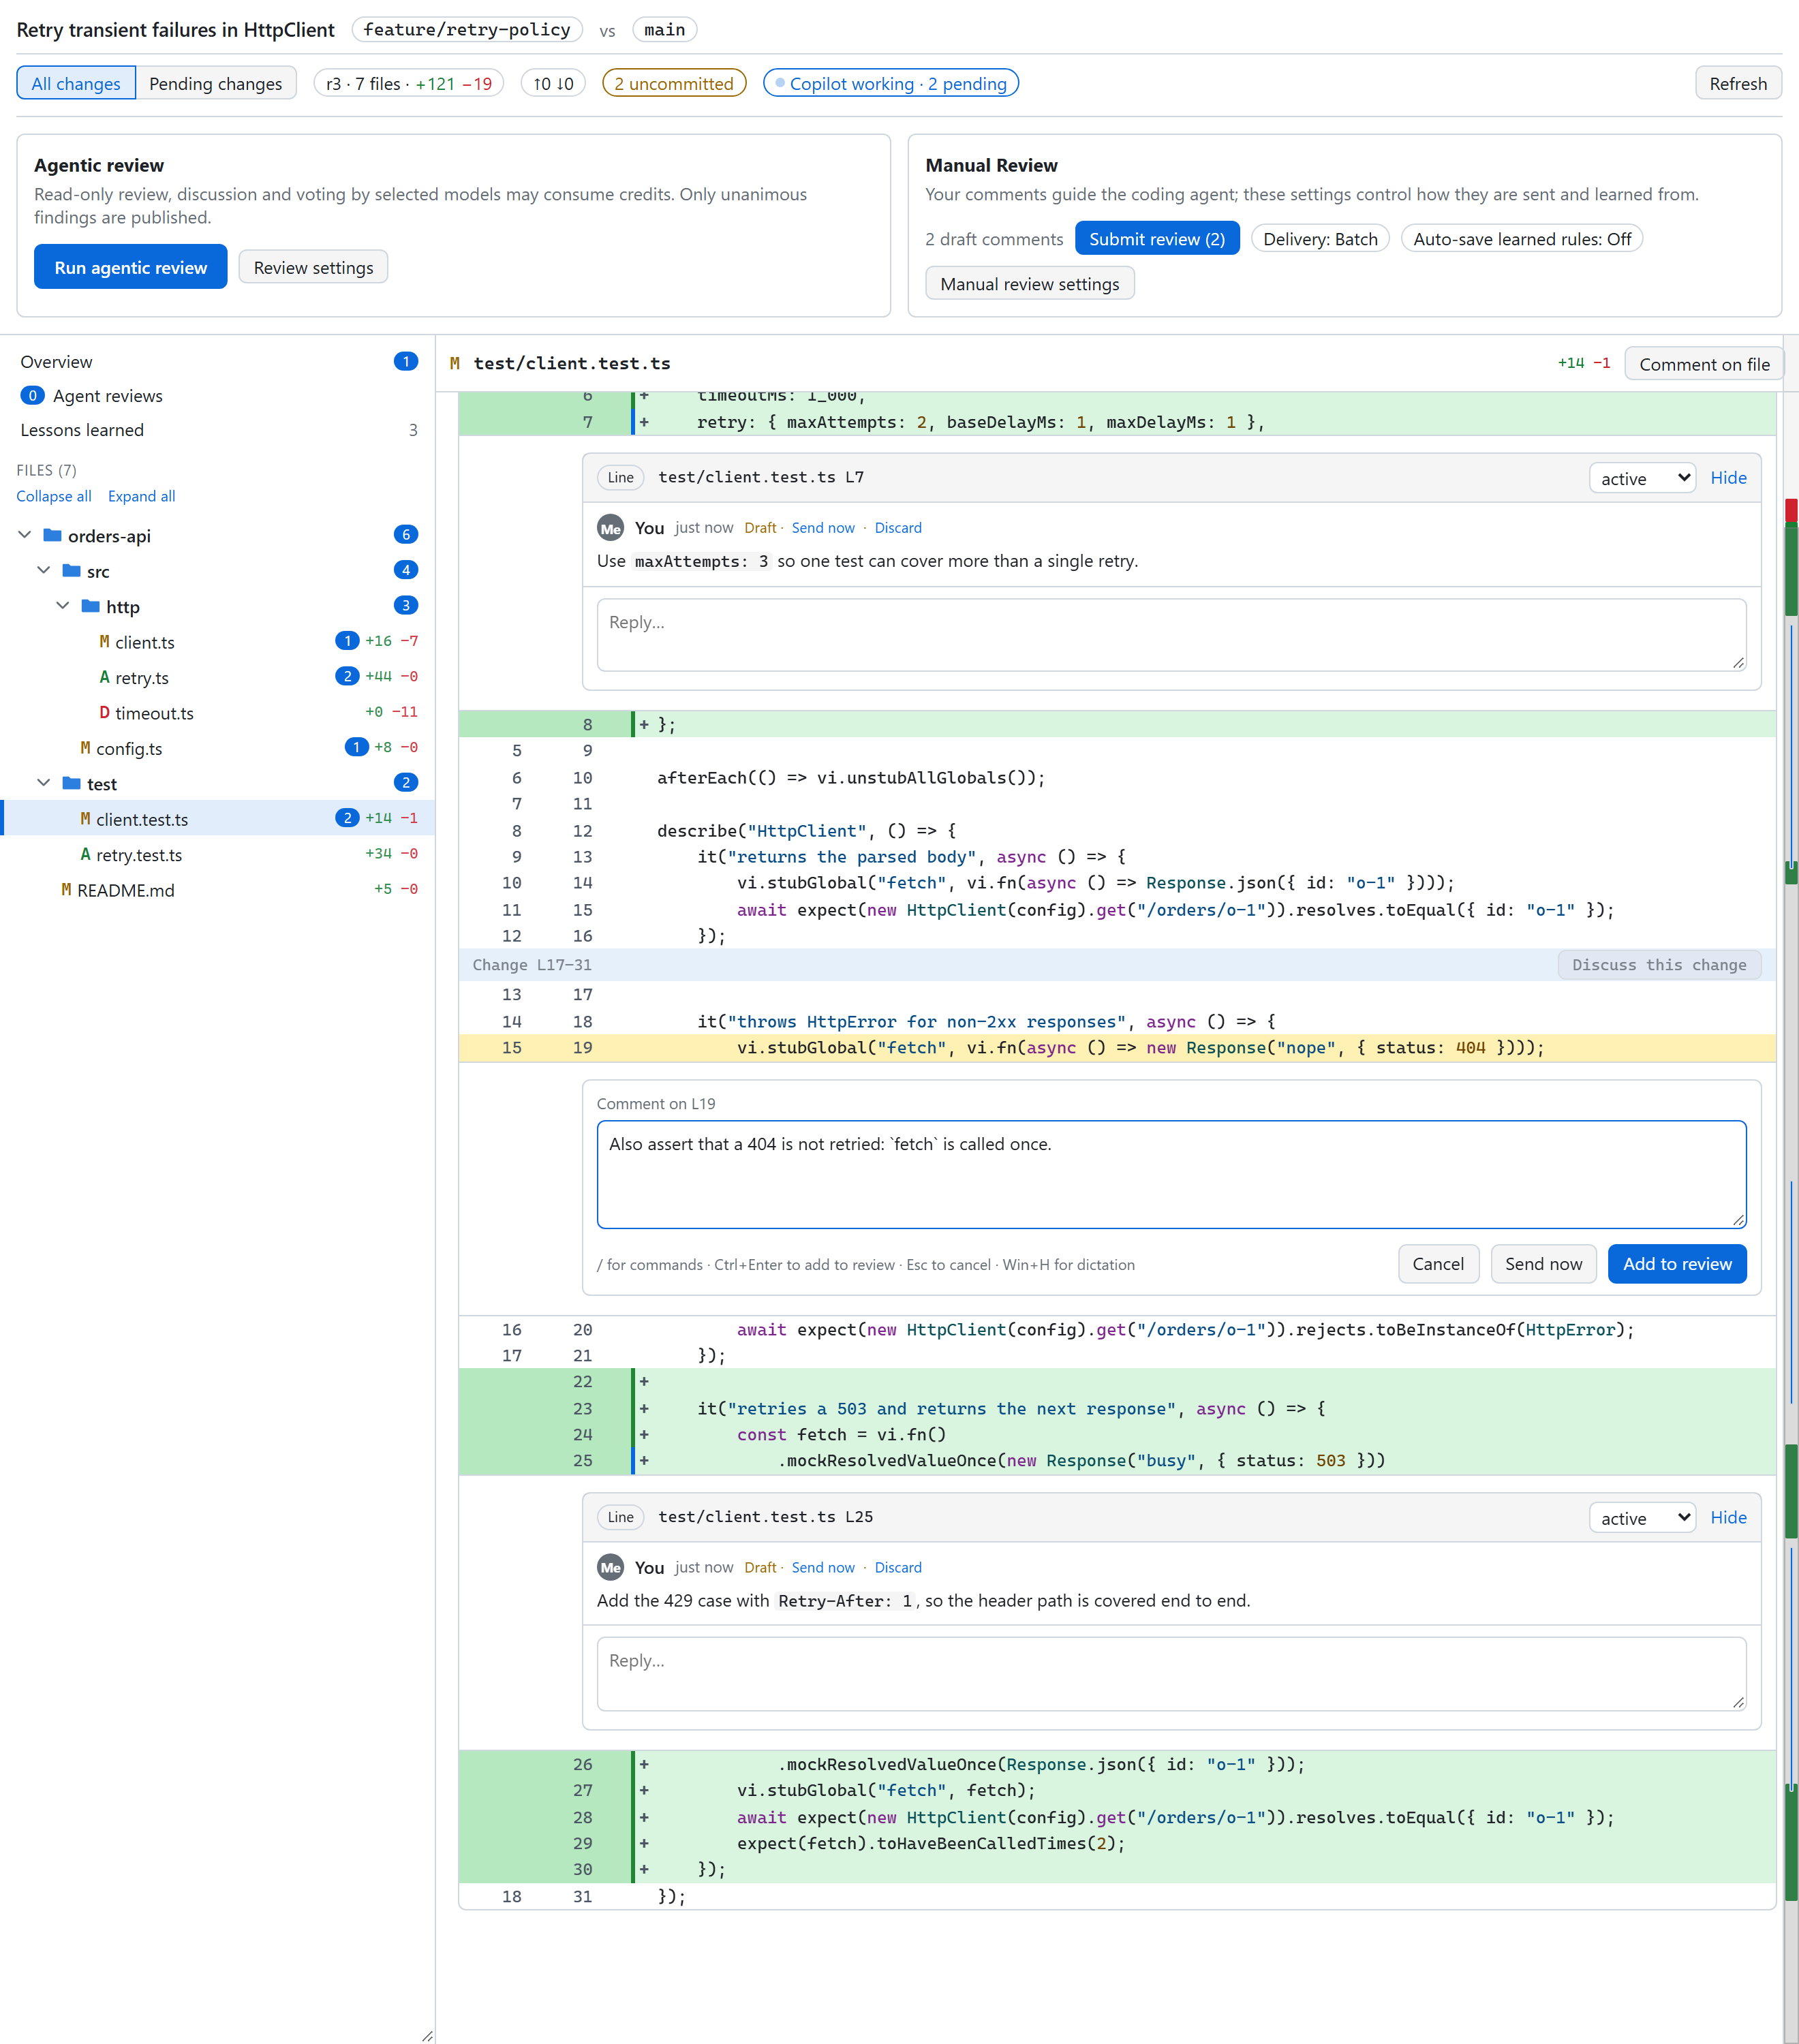 Retry transient failures in HttpClient feature/retry-policy vs main
All changes Pending changes r3 · 7 files · +121 −19 ↑0 ↓0 2 uncommitted Copilot working · 2 pending Refresh
Agentic review
Read-only review, discussion and voting by selected models may consume credits. Only unanimous
findings are published.
Run agentic review Review settings
Manual Review
Your comments guide the coding agent; these settings control how they are sent and learned from.
2 draft comments Submit review (2) Delivery: Batch Auto-save learned rules: Off
Manual review settings
Overview 1
0 Agent reviews
Lessons learned 3
FILES (7)
Collapse all Expand all
orders-api 6
src 4
http 3
M client.ts 1 +16 −7
A retry.ts 2 +44 −0
D timeout.ts +0 −11
M config.ts 1 +8 −0
test 2
M client.test.ts 2 +14 −1
A retry.test.ts +34 −0
M README.md +5 −0
M test/client.test.ts +14 −1 Comment on file
6 + timeoutMs: 1_000,
7 + retry: { maxAttempts: 2, baseDelayMs: 1, maxDelayMs: 1 },
Line test/client.test.ts L7 active Hide
Me You just now Draft · Send now · Discard
Use maxAttempts: 3 so one test can cover more than a single retry.
Reply...
8 + };
5 9
6 10 afterEach(() => vi.unstubAllGlobals());
7 11
8 12 describe("HttpClient", () => {
9 13 it("returns the parsed body", async () => {
10 14 vi.stubGlobal("fetch", vi.fn(async () => Response.json({ id: "o-1" })));
11 15 await expect(new HttpClient(config).get("/orders/o-1")).resolves.toEqual({ id: "o-1" });
12 16 });
Change L17–31 Discuss this change
13 17
14 18 it("throws HttpError for non-2xx responses", async () => {
15 19 vi.stubGlobal("fetch", vi.fn(async () => new Response("nope", { status: 404 })));
Comment on L19
Also assert that a 404 is not retried: `fetch` is called once.
/ for commands · Ctrl+Enter to add to review · Esc to cancel · Win+H for dictation Cancel Send now Add to review
16 20 await expect(new HttpClient(config).get("/orders/o-1")).rejects.toBeInstanceOf(HttpError);
17 21 });
22 +
23 + it("retries a 503 and returns the next response", async () => {
24 + const fetch = vi.fn()
25 + .mockResolvedValueOnce(new Response("busy", { status: 503 }))
Line test/client.test.ts L25 active Hide
Me You just now Draft · Send now · Discard
Add the 429 case with Retry-After: 1, so the header path is covered end to end.
Reply...
26 + .mockResolvedValueOnce(Response.json({ id: "o-1" }));
27 + vi.stubGlobal("fetch", fetch);
28 + await expect(new HttpClient(config).get("/orders/o-1")).resolves.toEqual({ id: "o-1" });
29 + expect(fetch).toHaveBeenCalledTimes(2);
30 + });
18 31 });